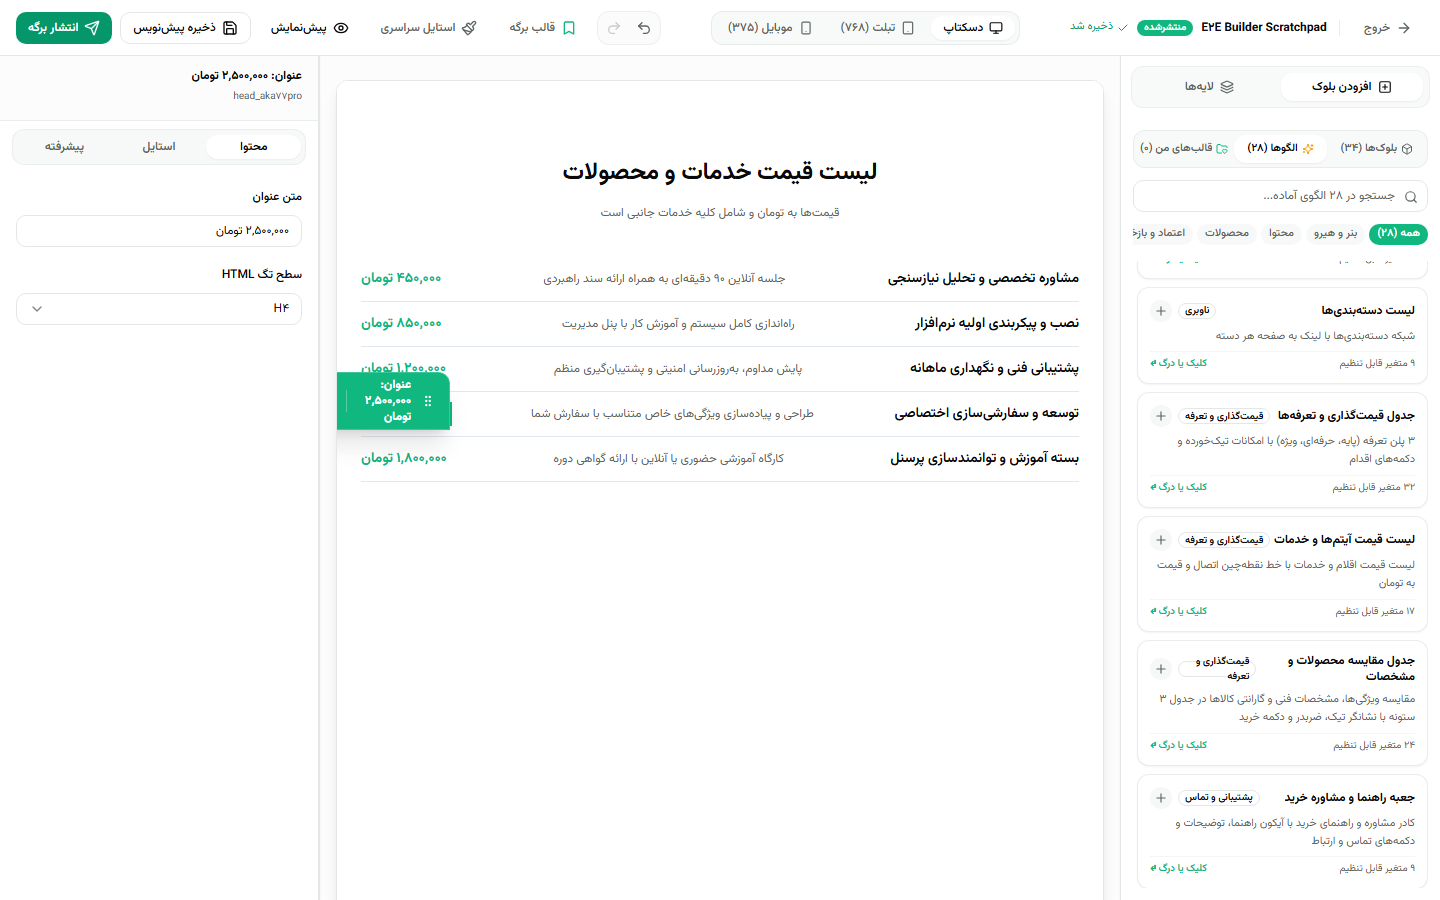 خروج
E2E Builder Scratchpad
منتشرشده
ذخیره شد
دسکتاپ
تبلت (۷۶۸)
موبایل (۳۷۵)
قالب برگه
استایل سراسری
پیش‌نمایش
ذخیره پیش‌نویس
انتشار برگه
افزودن بلوک
لایه‌ها
بلوک‌ها (۳۴)
الگوها (۲۸)
قالب‌های من (۰)
جستجو در ۲۸ الگوی آماده...
همه (۲۸)
بنر و هیرو
محتوا
محصولات
اعتماد و بازخ
لیست دسته‌بندی‌ها
ناوبری
شبکه دسته‌بندی‌ها با لینک به صفحه هر دسته
۹ متغیر قابل تنظیم
کلیک یا درگ
جدول قیمت‌گذاری و تعرفه‌ها
قیمت‌گذاری و تعرفه
۳ پلن تعرفه (پایه، حرفه‌ای، ویژه) با امکانات تیک‌خورده و
دکمه‌های اقدام
۳۲ متغیر قابل تنظیم
کلیک یا درگ
لیست قیمت آیتم‌ها و خدمات
قیمت‌گذاری و تعرفه
لیست قیمت اقلام و خدمات با خط نقطه‌چین اتصال و قیمت
به تومان
۱۷ متغیر قابل تنظیم
کلیک یا درگ
جدول مقایسه محصولات و
مشخصات
قیمت‌گذاری و
تعرفه
مقایسه ویژگی‌ها، مشخصات فنی و گارانتی کالاها در جدول ۳
ستونه با نشانگر تیک، ضربدر و دکمه خرید
۲۴ متغیر قابل تنظیم
کلیک یا درگ
جعبه راهنما و مشاوره خرید
پشتیبانی و تماس
کادر مشاوره و راهنمای خرید با آیکون راهنما، توضیحات و
دکمه‌های تماس و ارتباط
۹ متغیر قابل تنظیم
کلیک یا درگ
لیست قیمت خدمات و محصولات
قیمت‌ها به تومان و شامل کلیه خدمات جانبی است
مشاوره تخصصی و تحلیل نیازسنجی
جلسه آنلاین ۹۰ دقیقه‌ای به همراه ارائه سند راهبردی
۴۵۰,۰۰۰ تومان
نصب و پیکربندی اولیه نرم‌افزار
راه‌اندازی کامل سیستم و آموزش کار با پنل مدیریت
۸۵۰,۰۰۰ تومان
پشتیبانی فنی و نگهداری ماهانه
پایش مداوم، به‌روزرسانی امنیتی و پشتیبان‌گیری منظم
۱,۲۰۰,۰۰۰ تومان
عنوان:
۲,۵۰۰,۰۰۰
تومان
توسعه و سفارشی‌سازی اختصاصی
طراحی و پیاده‌سازی ویژگی‌های خاص متناسب با سفارش شما
بسته آموزش و توانمندسازی پرسنل
کارگاه آموزشی حضوری یا آنلاین با ارائه گواهی دوره
۱,۸۰۰,۰۰۰ تومان
عنوان: ۲,۵۰۰,۰۰۰ تومان
head_aka77pro
محتوا
استایل
پیشرفته
متن عنوان
۲,۵۰۰,۰۰۰ تومان
سطح تگ HTML
H۴